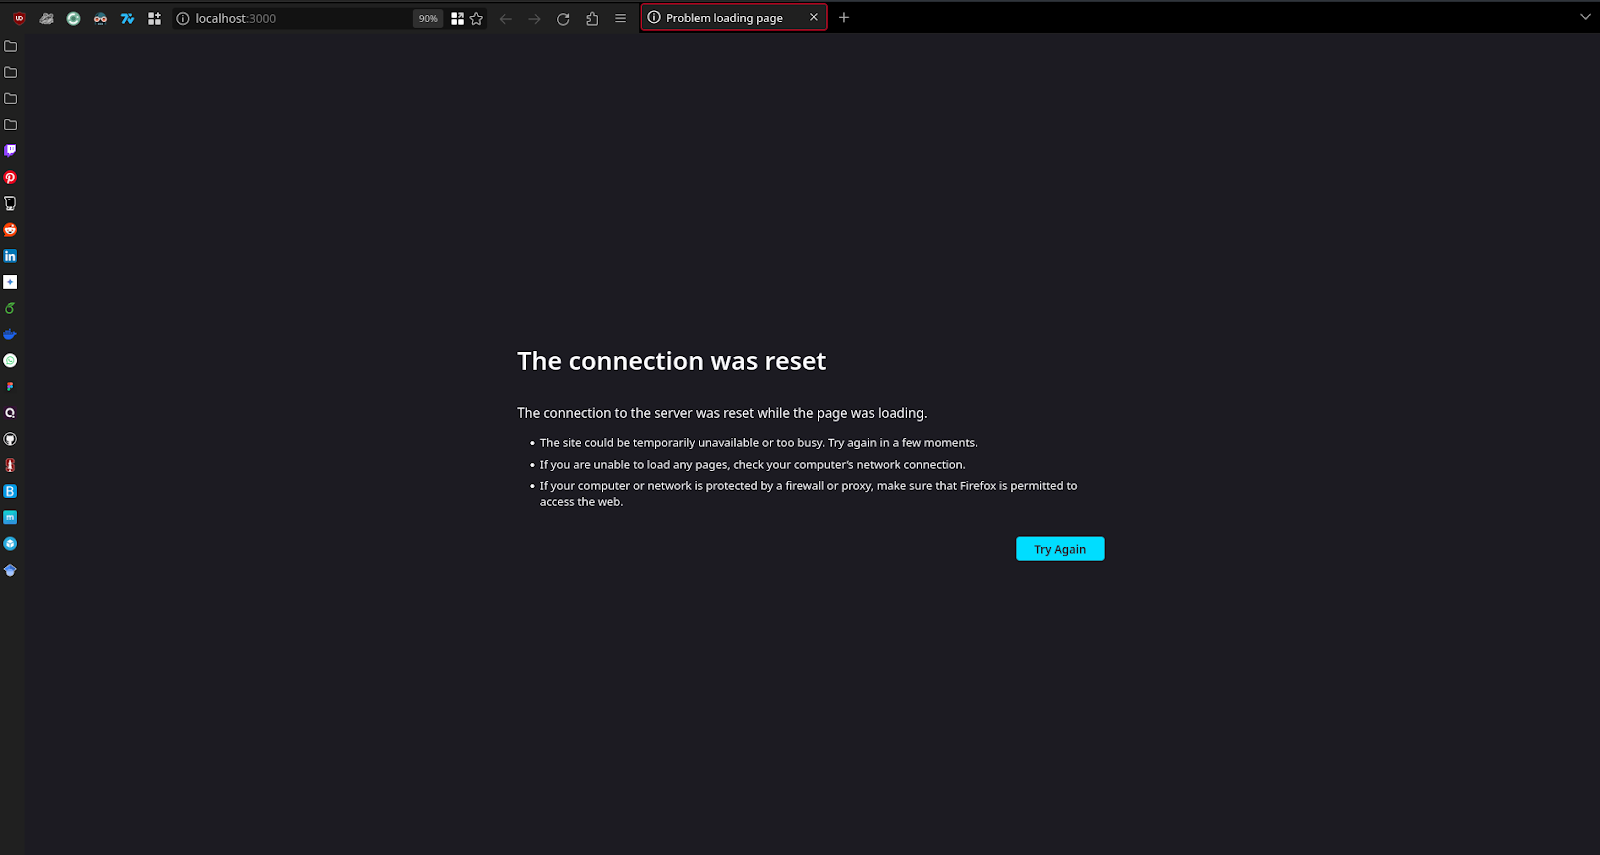 localhost:3000
90%
Problem loading page
The connection was reset
The connection to the server was reset while the page was loading.
• The site could be temporarily unavailable or too busy. Try again in a few moments.
• If you are unable to load any pages, check your computer's network connection.
• If your computer or network is protected by a firewall or proxy, make sure that Firefox is permitted to
access the web.
Try Again
in
B
m